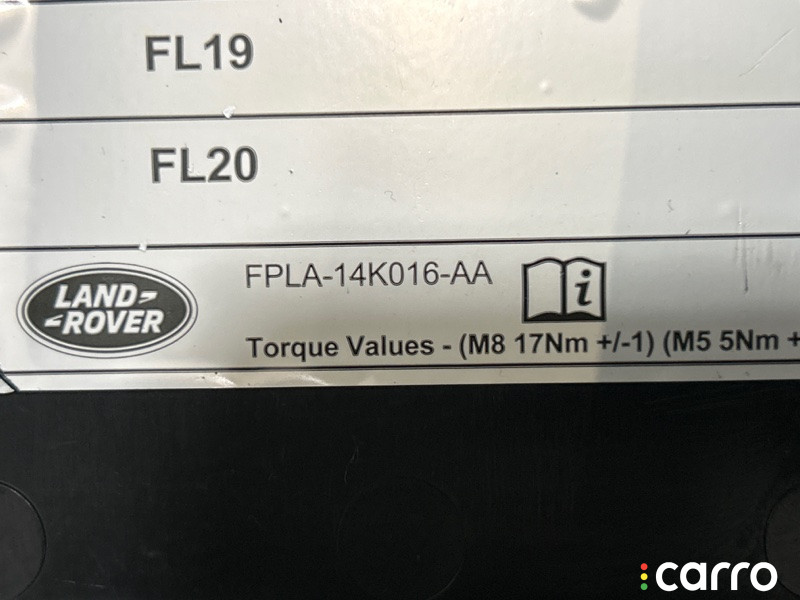 FL19
FL20
FPLA-14K016-AA
LAND-
-ROVER
Torque Values - (M8 17Nm +/-1) (M5 5Nm +
carro